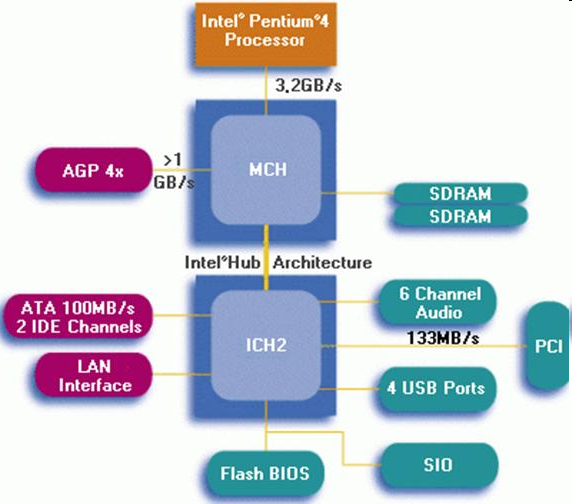 Intel® Pentium®4
Processor
3.2GB/s
MCH
AGP 4x
>1
GB/s
SDRAM
SDRAM
Intel®Hub Architecture
ATA 100MB/s
2 IDE Channels
6 Channel
Audio
ICH2
133MB/s
PCI
LAN
Interface
4 USB Ports
Flash BIOS
SIO